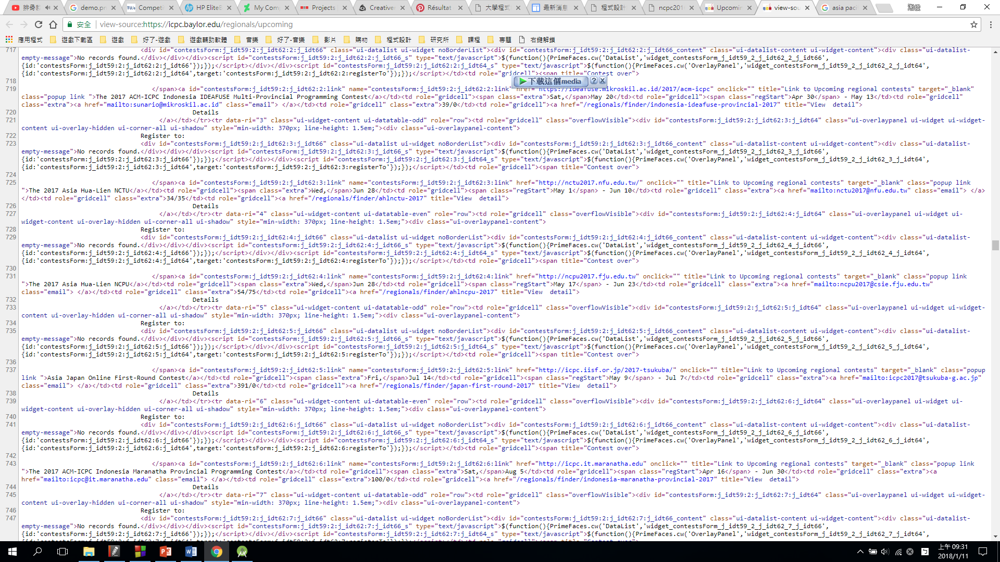 排骨教
demo.pn
Competi
HP EliteB
My Com
Projects
Creative
Résultat
大學程式
最新消息
程式設計
ncpc201
Upcomin
view-sou
asia paci
湘俊
安全
view-source:https://icpc.baylor.edu/regionals/upcoming
應用程式 遊戲下載區 遊戲 好了-遊戲 遊戲輔助軟體 音樂 好了-音樂 影片 購物 程式設計 研究所 課程 專題 右鍵解鎖
717 <div id="contestsForm:j_idt59:2:j_idt62:2:j_idt66" class="ui-datalist ui-widget noBorderList"><div id="contestsForm:j_idt59:2:j_idt62:2:j_idt66_content" class="ui-datalist-content ui-widget-content"><div class="ui-datalist-
empty-message">No records found.</div></div></div><script id="contestsForm:j_idt59:2:j_idt62:2:j_idt66_s" type="text/javascript">$(function(){PrimeFaces.cw('DataList','widget_contestsForm_j_idt59_2_j_idt62_2_j_idt66',
{id:'contestsForm:j_idt59:2:j_idt62:2:j_idt66'});});</script></div></div><script id="contestsForm:j_idt59:2:j_idt62:2:j_idt64_s" type="text/javascript">$(function(){PrimeFaces.cw('OverlayPanel','widget_contestsForm_j_idt59_2_j_idt62_2_j_idt64',
{id:'contestsForm:j_idt59:2:j_idt62:2:j_idt64',target:'contestsForm:j_idt59:2:j_idt62:2:registerTo'});});</script></td><td role="gridcell"><span title="Contest over">
下載這個media ?
718
719 </span><a id="contestsForm:j_idt59:2:j_idt62:2:link" name="contestsForm:j_idt59:2:j_idt62:2:link" href="https://ideafuse.mikroskil.ac.id/2017/acm-icpc" onclick="" title="Link to Upcoming regional contests" target="_blank"
class="popup link ">The 2017 ACM-ICPC Indonesia IDEAFUSE Multi-Provincial Programming Contest</a></td><td role="gridcell"><span class="extra">Sat,</span>May 20</td><td role="gridcell"><span class="regStart">Apr 30</span> - May 13</td><td role="gridcell"
class="extra"><a href="mailto:sunario@mikroskil.ac.id" class="email"> </a></td><td role="gridcell" class="extra">39/0</td><td role="gridcell"><a href="/regionals/finder/indonesia-ideafuse-provincial-2017" title="View  detail">
720 Details
721 </a></td></tr><tr data-ri="3" class="ui-widget-content ui-datatable-odd" role="row"><td role="gridcell" class="overflowVisible"><div id="contestsForm:j_idt59:2:j_idt62:3:j_idt64" class="ui-overlaypanel ui-widget ui-widget-
content ui-overlay-hidden ui-corner-all ui-shadow" style="min-width: 370px; line-height: 1.5em;"><div class="ui-overlaypanel-content">
722 Register to:
723 <div id="contestsForm:j_idt59:2:j_idt62:3:j_idt66" class="ui-datalist ui-widget noBorderList"><div id="contestsForm:j_idt59:2:j_idt62:3:j_idt66_content" class="ui-datalist-content ui-widget-content"><div class="ui-datalist-
empty-message">No records found.</div></div></div><script id="contestsForm:j_idt59:2:j_idt62:3:j_idt66_s" type="text/javascript">$(function(){PrimeFaces.cw('DataList','widget_contestsForm_j_idt59_2_j_idt62_3_j_idt66',
{id:'contestsForm:j_idt59:2:j_idt62:3:j_idt66'});});</script></div></div><script id="contestsForm:j_idt59:2:j_idt62:3:j_idt64_s" type="text/javascript">$(function(){PrimeFaces.cw('OverlayPanel','widget_contestsForm_j_idt59_2_j_idt62_3_j_idt64',
{id:'contestsForm:j_idt59:2:j_idt62:3:j_idt64',target:'contestsForm:j_idt59:2:j_idt62:3:registerTo'});});</script></td><td role="gridcell"><span title="Contest over">
724
725 </span><a id="contestsForm:j_idt59:2:j_idt62:3:link" name="contestsForm:j_idt59:2:j_idt62:3:link" href="http://nctu2017.nfu.edu.tw/" onclick="" title="Link to Upcoming regional contests" target="_blank" class="popup link
">The 2017 Asia Hua-Lien NCTU</a></td><td role="gridcell"><span class="extra">Wed,</span>Jun 28</td><td role="gridcell"><span class="regStart">May 1</span> - Jun 10</td><td role="gridcell" class="extra"><a href="mailto:nctu2017@nfu.edu.tw" class="email"> </a>
</td><td role="gridcell" class="extra">34/35</td><td role="gridcell"><a href="/regionals/finder/ahlnctu-2017" title="View  detail">
726 Details
727 </a></td></tr><tr data-ri="4" class="ui-widget-content ui-datatable-even" role="row"><td role="gridcell" class="overflowVisible"><div id="contestsForm:j_idt59:2:j_idt62:4:j_idt64" class="ui-overlaypanel ui-widget ui-
widget-content ui-overlay-hidden ui-corner-all ui-shadow" style="min-width: 370px; line-height: 1.5em;"><div class="ui-overlaypanel-content">
728 Register to:
729 <div id="contestsForm:j_idt59:2:j_idt62:4:j_idt66" class="ui-datalist ui-widget noBorderList"><div id="contestsForm:j_idt59:2:j_idt62:4:j_idt66_content" class="ui-datalist-content ui-widget-content"><div class="ui-datalist-
empty-message">No records found.</div></div></div><script id="contestsForm:j_idt59:2:j_idt62:4:j_idt66_s" type="text/javascript">$(function(){PrimeFaces.cw('DataList','widget_contestsForm_j_idt59_2_j_idt62_4_j_idt66',
{id:'contestsForm:j_idt59:2:j_idt62:4:j_idt66'});});</script></div></div><script id="contestsForm:j_idt59:2:j_idt62:4:j_idt64_s" type="text/javascript">$(function(){PrimeFaces.cw('OverlayPanel','widget_contestsForm_j_idt59_2_j_idt62_4_j_idt64',
{id:'contestsForm:j_idt59:2:j_idt62:4:j_idt64',target:'contestsForm:j_idt59:2:j_idt62:4:registerTo'});});</script></td><td role="gridcell"><span title="Contest over">
730
731 </span><a id="contestsForm:j_idt59:2:j_idt62:4:link" name="contestsForm:j_idt59:2:j_idt62:4:link" href="http://ncpu2017.fju.edu.tw" onclick="" title="Link to Upcoming regional contests" target="_blank" class="popup link
">The 2017 Asia Hua-Lien NCPU</a></td><td role="gridcell"><span class="extra">Wed,</span>Jun 28</td><td role="gridcell"><span class="regStart">May 17</span> - Jun 23</td><td role="gridcell" class="extra"><a href="mailto:ncpu2017@csie.fju.edu.tw"
class="email"> </a></td><td role="gridcell" class="extra">54/75</td><td role="gridcell"><a href="/regionals/finder/ahlncpu-2017" title="View  detail">
732 Details
733 </a></td></tr><tr data-ri="5" class="ui-widget-content ui-datatable-odd" role="row"><td role="gridcell" class="overflowVisible"><div id="contestsForm:j_idt59:2:j_idt62:5:j_idt64" class="ui-overlaypanel ui-widget ui-widget-
content ui-overlay-hidden ui-corner-all ui-shadow" style="min-width: 370px; line-height: 1.5em;"><div class="ui-overlaypanel-content">
734 Register to:
735 <div id="contestsForm:j_idt59:2:j_idt62:5:j_idt66" class="ui-datalist ui-widget noBorderList"><div id="contestsForm:j_idt59:2:j_idt62:5:j_idt66_content" class="ui-datalist-content ui-widget-content"><div class="ui-datalist-
empty-message">No records found.</div></div></div><script id="contestsForm:j_idt59:2:j_idt62:5:j_idt66_s" type="text/javascript">$(function(){PrimeFaces.cw('DataList','widget_contestsForm_j_idt59_2_j_idt62_5_j_idt66',
{id:'contestsForm:j_idt59:2:j_idt62:5:j_idt66'});});</script></div></div><script id="contestsForm:j_idt59:2:j_idt62:5:j_idt64_s" type="text/javascript">$(function(){PrimeFaces.cw('OverlayPanel','widget_contestsForm_j_idt59_2_j_idt62_5_j_idt64',
{id:'contestsForm:j_idt59:2:j_idt62:5:j_idt64',target:'contestsForm:j_idt59:2:j_idt62:5:registerTo'});});</script></td><td role="gridcell"><span title="Contest over">
736
737 </span><a id="contestsForm:j_idt59:2:j_idt62:5:link" name="contestsForm:j_idt59:2:j_idt62:5:link" href="http://icpc.iisf.or.jp/2017-tsukuba/" onclick="" title="Link to Upcoming regional contests" target="_blank" class="popup
link ">Asia Japan Online First-Round Contest</a></td><td role="gridcell"><span class="extra">Fri,</span>Jul 14</td><td role="gridcell"><span class="regStart">May 9</span> - Jul 7</td><td role="gridcell" class="extra"><a href="mailto:icpc2017@tsukuba-g.ac.jp"
class="email"> </a></td><td role="gridcell" class="extra">391/0</td><td role="gridcell"><a href="/regionals/finder/japan-first-round-2017" title="View  detail">
738 Details
739 </a></td></tr><tr data-ri="6" class="ui-widget-content ui-datatable-even" role="row"><td role="gridcell" class="overflowVisible"><div id="contestsForm:j_idt59:2:j_idt62:6:j_idt64" class="ui-overlaypanel ui-widget ui-
widget-content ui-overlay-hidden ui-corner-all ui-shadow" style="min-width: 370px; line-height: 1.5em;"><div class="ui-overlaypanel-content">
740 Register to:
741 <div id="contestsForm:j_idt59:2:j_idt62:6:j_idt66" class="ui-datalist ui-widget noBorderList"><div id="contestsForm:j_idt59:2:j_idt62:6:j_idt66_content" class="ui-datalist-content ui-widget-content"><div class="ui-datalist-
empty-message">No records found.</div></div></div><script id="contestsForm:j_idt59:2:j_idt62:6:j_idt66_s" type="text/javascript">$(function(){PrimeFaces.cw('DataList','widget_contestsForm_j_idt59_2_j_idt62_6_j_idt66',
{id:'contestsForm:j_idt59:2:j_idt62:6:j_idt66'});});</script></div></div><script id="contestsForm:j_idt59:2:j_idt62:6:j_idt64_s" type="text/javascript">$(function(){PrimeFaces.cw('OverlayPanel','widget_contestsForm_j_idt59_2_j_idt62_6_j_idt64',
{id:'contestsForm:j_idt59:2:j_idt62:6:j_idt64',target:'contestsForm:j_idt59:2:j_idt62:6:registerTo'});});</script></td><td role="gridcell"><span title="Contest over">
742
743 </span><a id="contestsForm:j_idt59:2:j_idt62:6:link" name="contestsForm:j_idt59:2:j_idt62:6:link" href="http://icpc.it.maranatha.edu" onclick="" title="Link to Upcoming regional contests" target="_blank" class="popup link
">The 2017 ACM-ICPC Indonesia Maranatha Provincial Programming Contest</a></td><td role="gridcell"><span class="extra">Sat,</span>Aug 5</td><td role="gridcell"><span class="regStart">Apr 16</span> - Jun 30</td><td role="gridcell" class="extra"><a
href="mailto:icpc@it.maranatha.edu" class="email"> </a></td><td role="gridcell" class="extra">100/0</td><td role="gridcell"><a href="/regionals/finder/indonesia-maranatha-provincial-2017" title="View  detail">
744 Details
745 </a></td></tr><tr data-ri="7" class="ui-widget-content ui-datatable-odd" role="row"><td role="gridcell" class="overflowVisible"><div id="contestsForm:j_idt59:2:j_idt62:7:j_idt64" class="ui-overlaypanel ui-widget ui-widget-
content ui-overlay-hidden ui-corner-all ui-shadow" style="min-width: 370px; line-height: 1.5em;"><div class="ui-overlaypanel-content">
746 Register to:
747 <div id="contestsForm:j_idt59:2:j_idt62:7:j_idt66" class="ui-datalist ui-widget noBorderList"><div id="contestsForm:j_idt59:2:j_idt62:7:j_idt66_content" class="ui-datalist-content ui-widget-content"><div class="ui-datalist-
empty-message">No records found.</div></div></div><script id="contestsForm:j_idt59:2:j_idt62:7:j_idt66_s" type="text/javascript">$(function(){PrimeFaces.cw('DataList','widget_contestsForm_j_idt59_2_j_idt62_7_j_idt66',
{id:'contestsForm:j_idt59:2:j_idt62:7:j_idt66'});});</script></div></div><script id="contestsForm:j_idt59:2:j_idt62:7:j_idt64_s" type="text/javascript">$(function(){PrimeFaces.cw('OverlayPanel','widget_contestsForm_j_idt59_2_j_idt62_7_j_idt64',
上午 09:31
2018/1/11